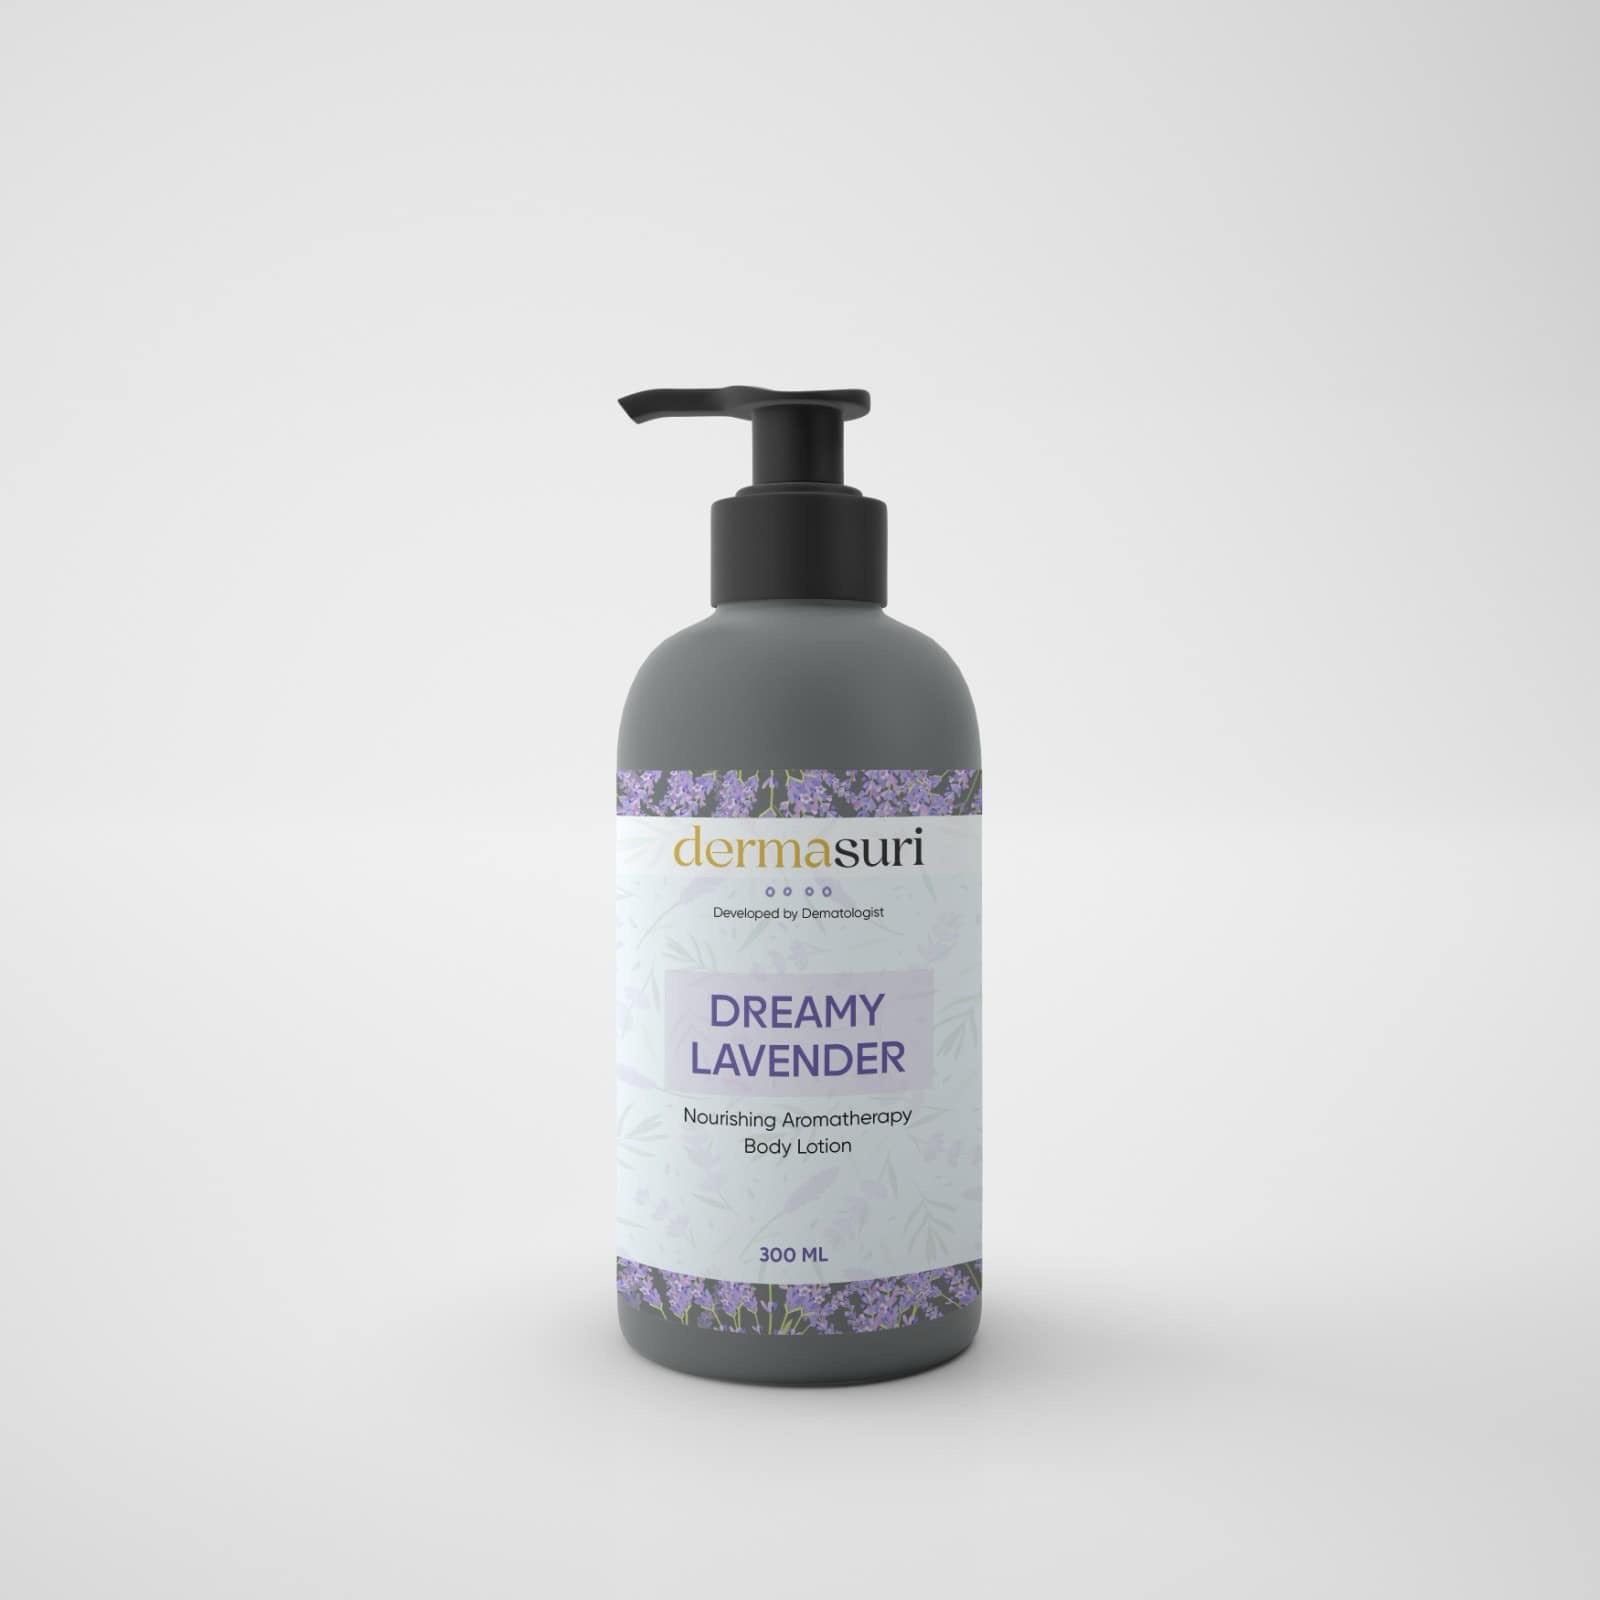 dermasuri
Developed by Dematologist
DREAMY
LAVENDER
Nourishing Aromatherapy
Body Lotion
300 ML